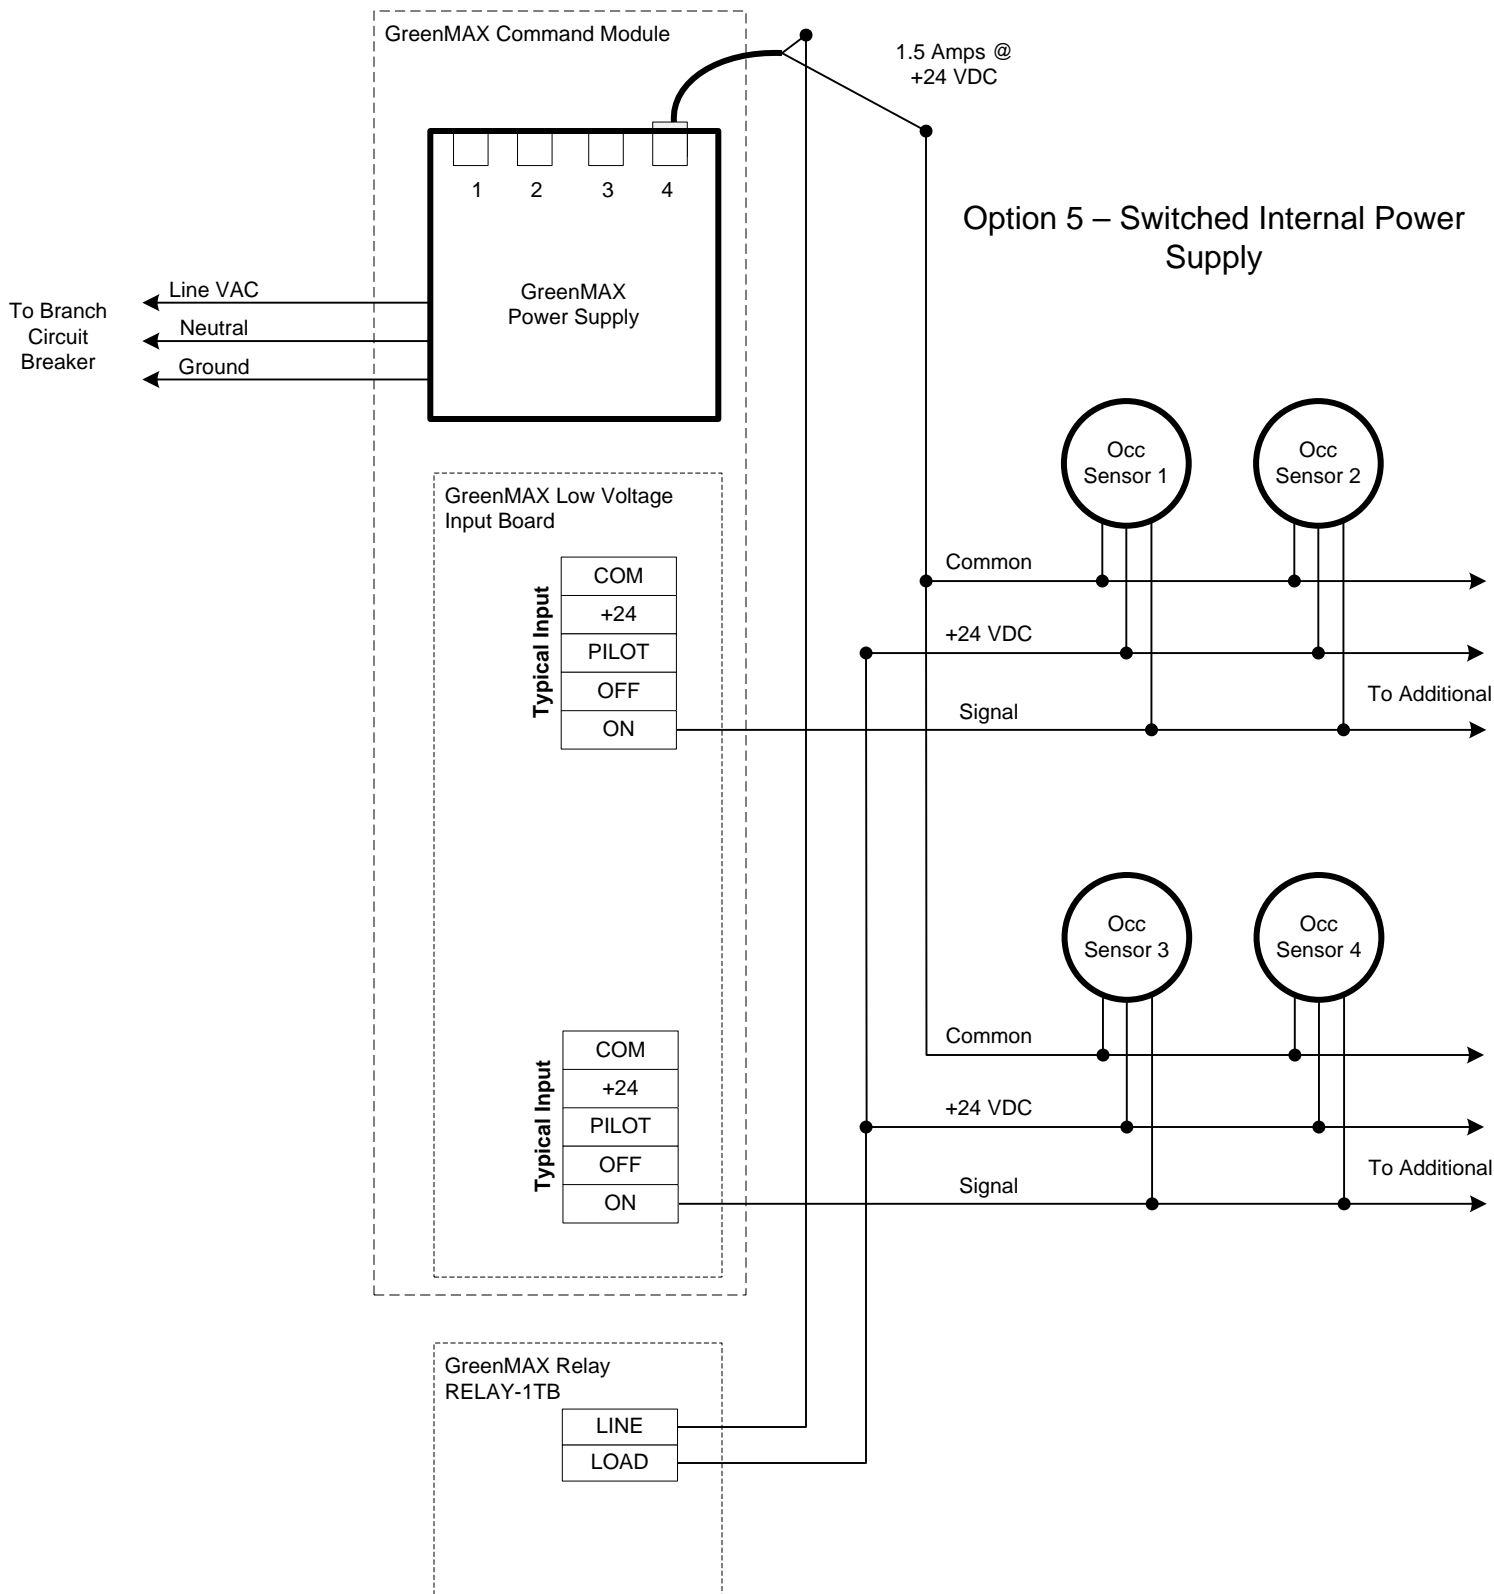 GreenMAX Command Module
1.5 Amps @
+24 VDC
1
2
3
4
Option 5 – Switched Internal Power
Supply
To Branch
Circuit
Breaker
Line VAC
Neutral
Ground
GreenMAX
Power Supply
Occ
Sensor 1
Occ
Sensor 2
GreenMAX Low Voltage
Input Board
Typical Input
COM
+24
PILOT
OFF
ON
Common
+24 VDC
Signal
To Additional
Occ
Sensor 3
Occ
Sensor 4
Typical Input
COM
+24
PILOT
OFF
ON
Common
+24 VDC
Signal
To Additional
GreenMAX Relay
RELAY-1TB
LINE
LOAD